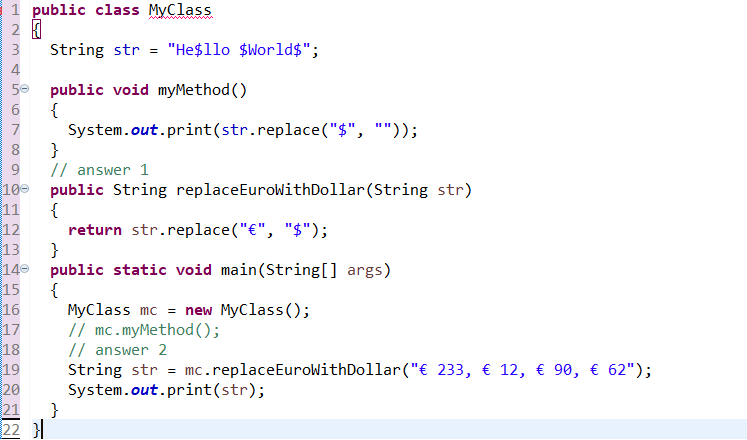 1 public class MyClass
2 {
3 String str = "He$llo $World$";
4
5 public void myMethod()
6 {
7 System.out.print(str.replace("$", ""));
8 }
9 // answer 1
10 public String replaceEuroWithDollar(String str)
11 {
12 return str.replace("€", "$");
13 }
14 public static void main(String[] args)
15 {
16 MyClass mc = new MyClass();
17 // mc.myMethod();
18 // answer 2
19 String str = mc.replaceEuroWithDollar("€ 233, € 12, € 90, € 62");
20 System.out.print(str);
21 }
22 }